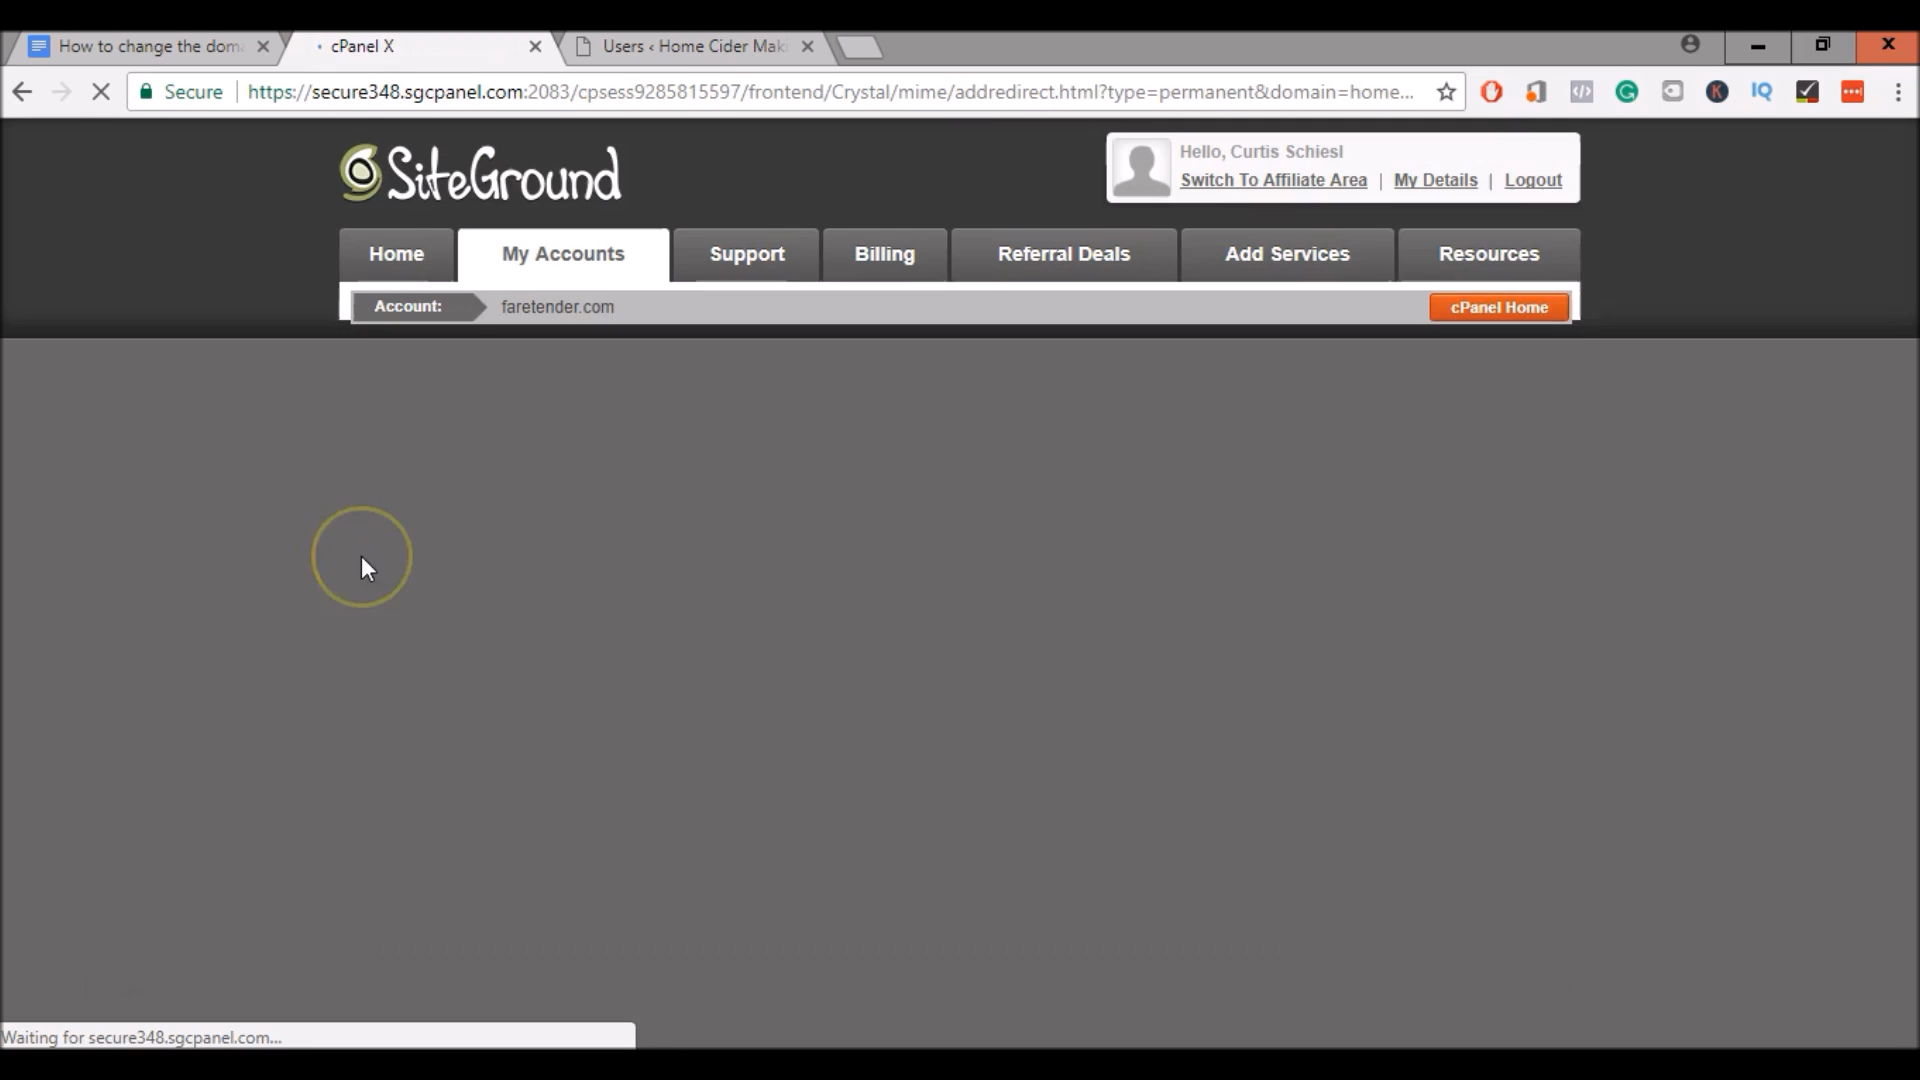 How to change the dom
cPanel X
Users ‹ Home Cider Mak
Secure
https://secure348.sgcpanel.com:2083/cpsess9285815597/frontend/Crystal/mime/addredirect.html?type=permanent&domain=home...
SiteGround
Hello, Curtis Schiesl
Switch To Affiliate Area | My Details | Logout
Home
My Accounts
Support
Billing
Referral Deals
Add Services
Resources
Account:
faretender.com
cPanel Home
Waiting for secure348.sgcpanel.com...